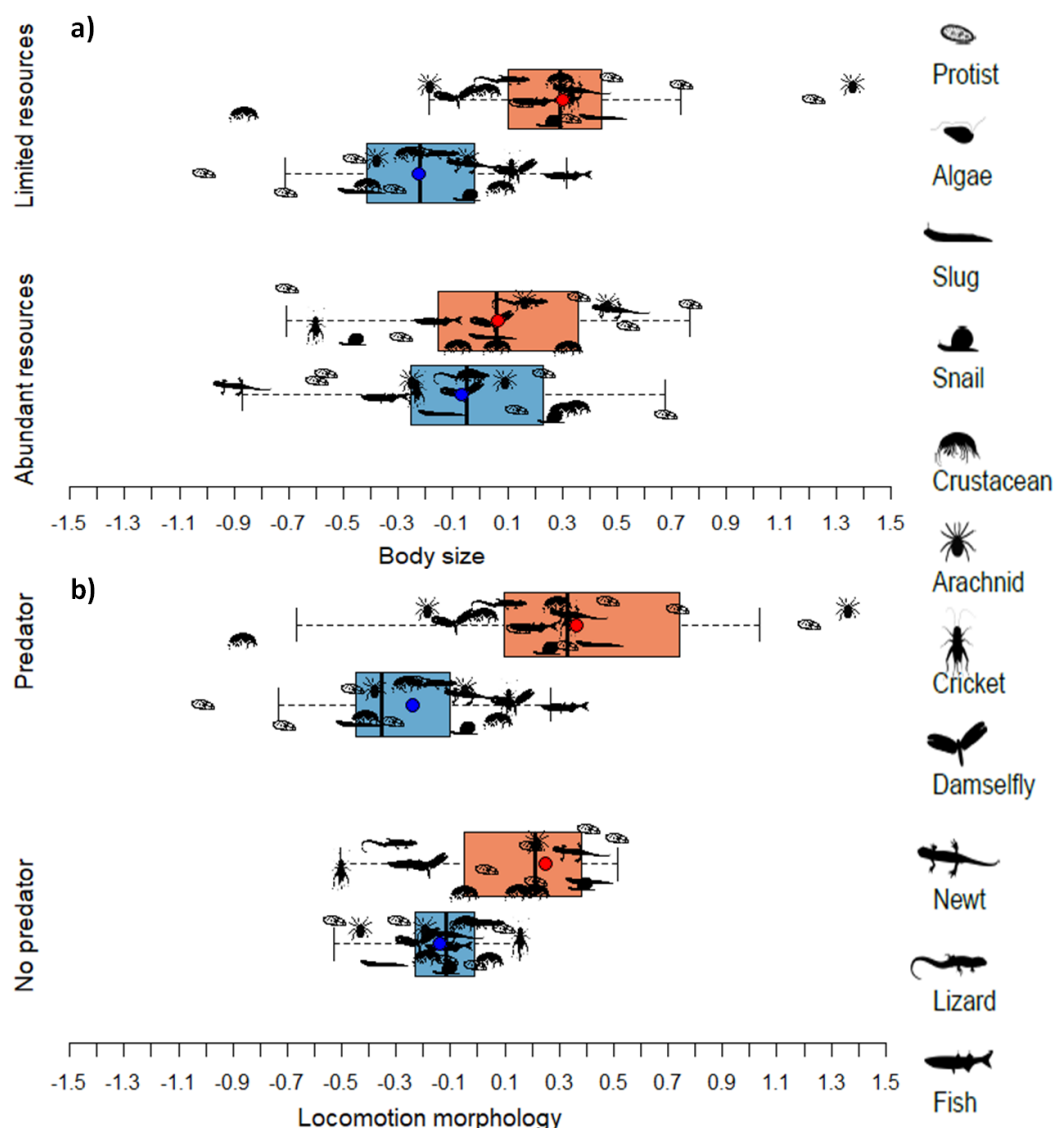 a)
Limited resources
Abundant resources
-1.5 -1.3 -1.1 -0.9 -0.7 -0.5 -0.3 -0.1 0.1 0.3 0.5 0.7 0.9 1.1 1.3 1.5
Body size
b)
Predator
No predator
-1.5 -1.3 -1.1 -0.9 -0.7 -0.5 -0.3 -0.1 0.1 0.3 0.5 0.7 0.9 1.1 1.3 1.5
Locomotion morphology
Protist
Algae
Slug
Snail
Crustacean
Arachnid
Cricket
Damselfly
Newt
Lizard
Fish